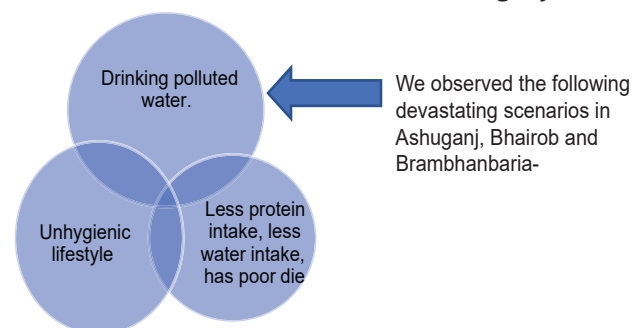 Drinking polluted
water.
We observed the following
devastating scenarios in
Ashuganj, Bhairob and
Brambhanbaria-
Unhygienic
lifestyle
Less protein
intake, less
water intake,
has poor die